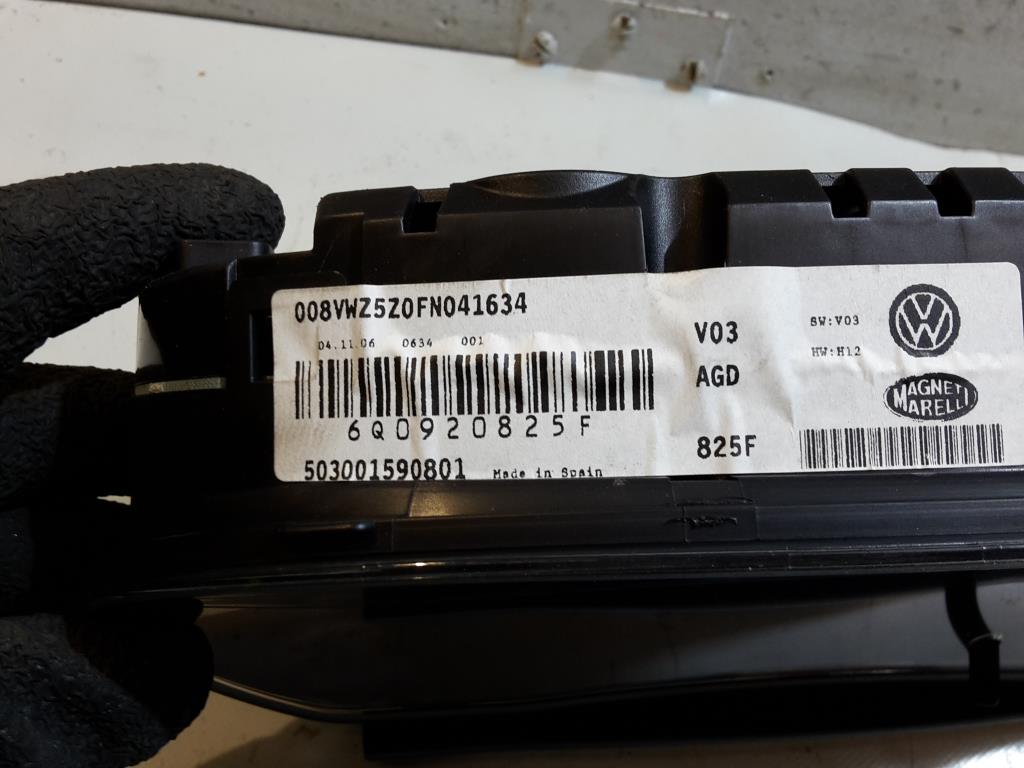 008VWZ5Z0FN041634
04.11.06 0634 001
6Q0920825F
503001590801 Made in Spain
V03
AGD
825F
SW:V03
HW:H12
VW
MAGNETI
MARELLI